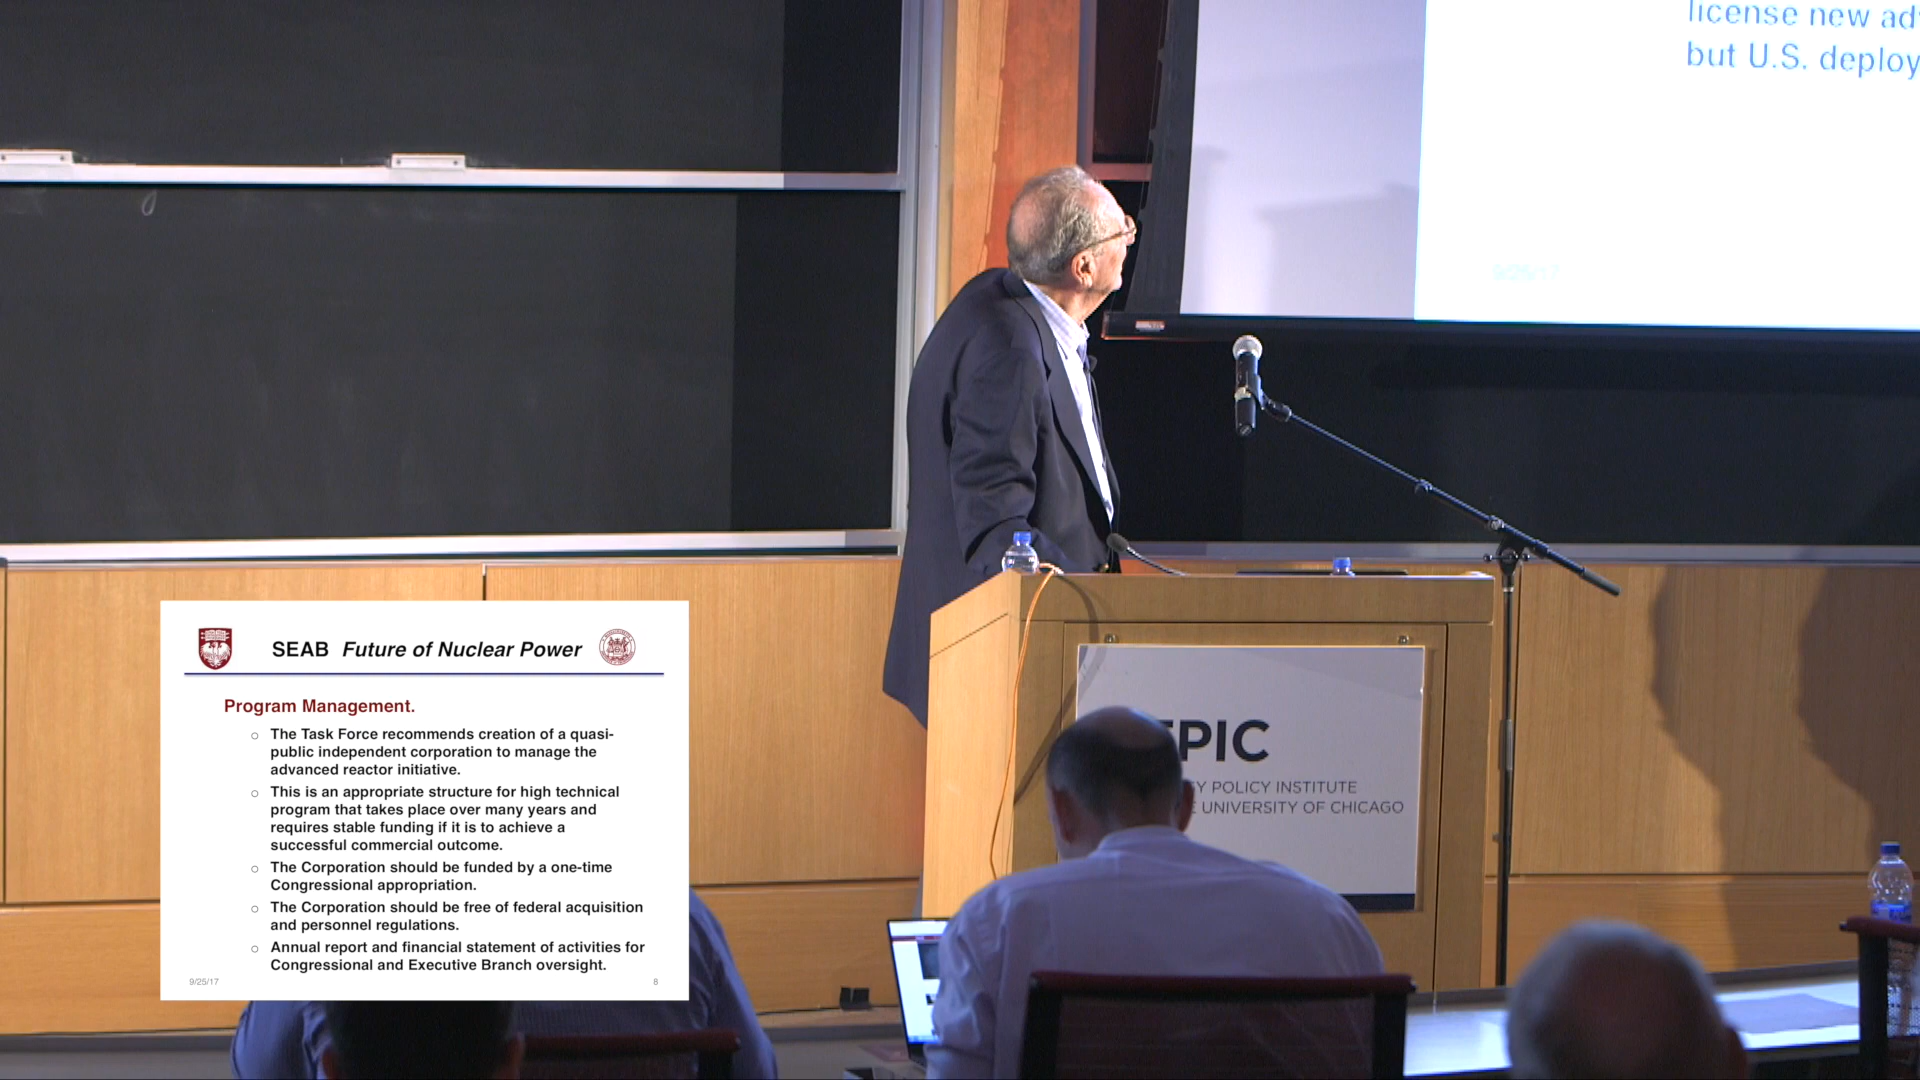 license new ad
but U.S. deploy
9/25/17
SEAB Future of Nuclear Power
Program Management.
The Task Force recommends creation of a quasi-
public independent corporation to manage the
advanced reactor initiative.
This is an appropriate structure for high technical
program that takes place over many years and
requires stable funding if it is to achieve a
successful commercial outcome.
The Corporation should be funded by a one-time
Congressional appropriation.
The Corporation should be free of federal acquisition
and personnel regulations.
Annual report and financial statement of activities for
Congressional and Executive Branch oversight.
9/25/17 8
EPIC
Y POLICY INSTITUTE
E UNIVERSITY OF CHICAGO